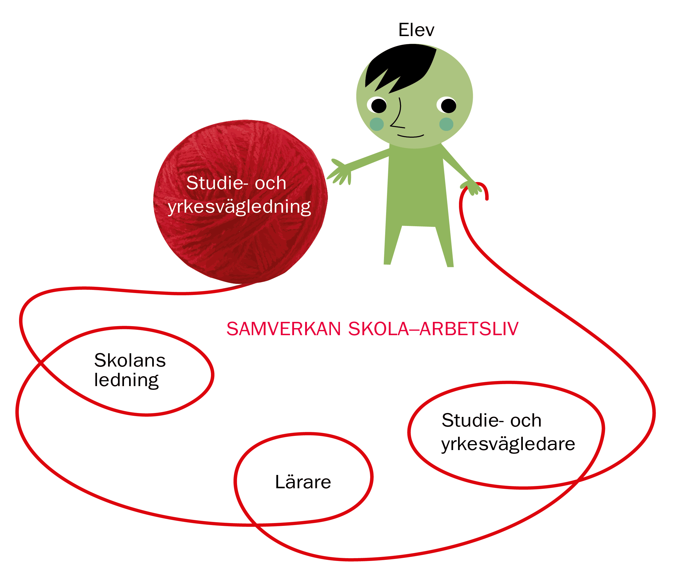 Elev
Studie- och
yrkesvägledning
SAMVERKAN SKOLA–ARBETSLIV
Skolans
ledning
Studie- och
yrkesvägledare
Lärare